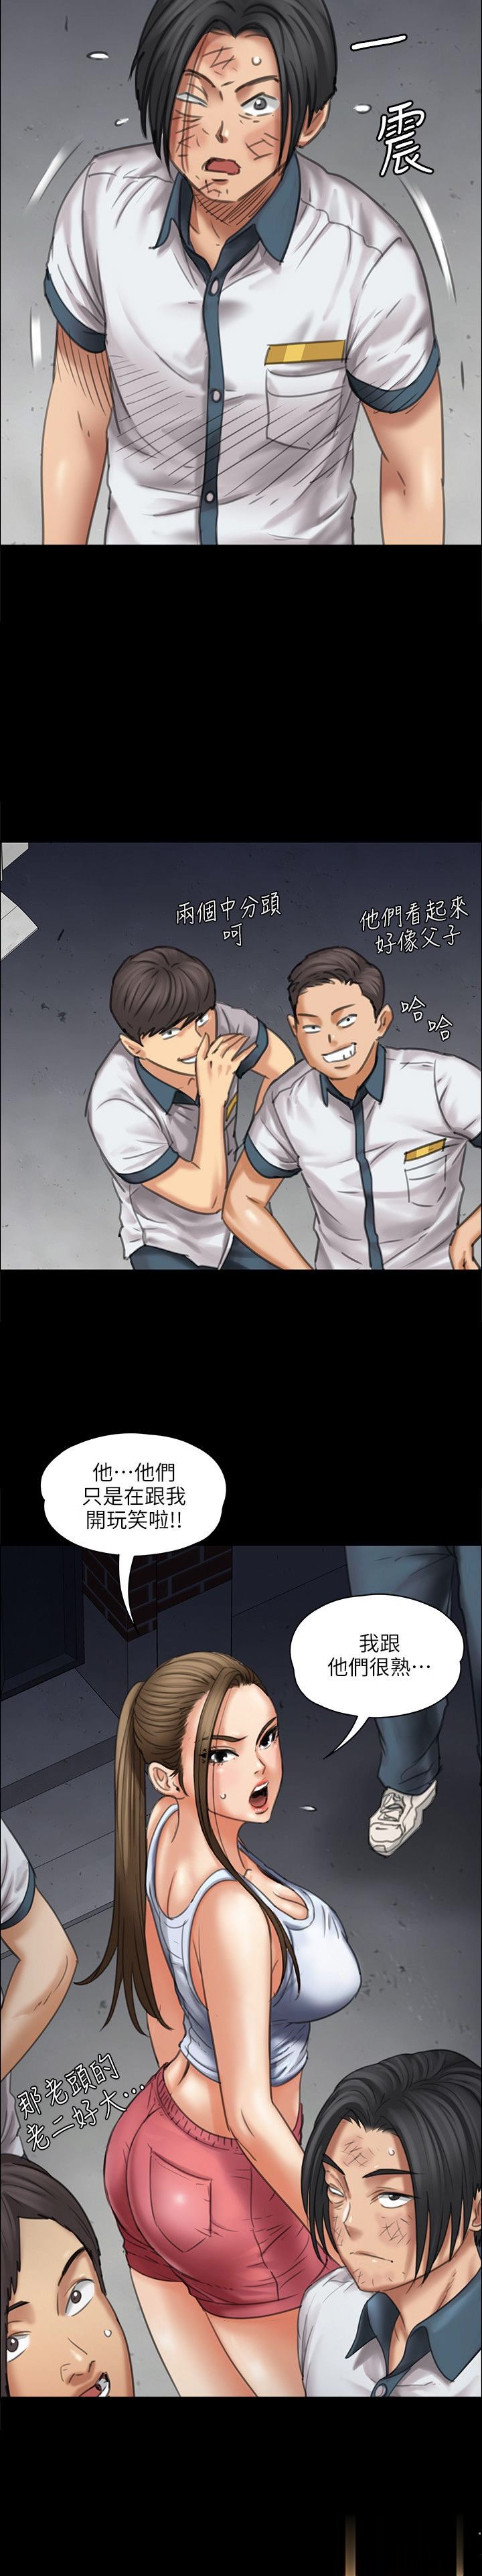 一震
兩個中分頭
呵
他們看起來
好像父子
哈
哈
他…他們
只是在跟我
開玩笑啦!!
我跟
他們很熟…
那老頭的
老二好大…